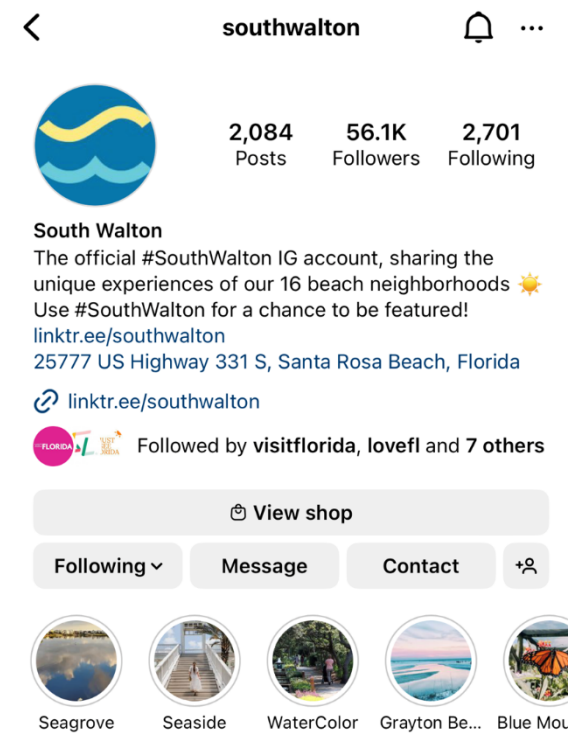 southwalton
2,084
Posts
56.1K
Followers
2,701
Following
South Walton
The official #SouthWalton IG account, sharing the
unique experiences of our 16 beach neighborhoods ☀️
Use #SouthWalton for a chance to be featured!
linktr.ee/southwalton
25777 US Highway 331 S, Santa Rosa Beach, Florida
linktr.ee/southwalton
FLORIDA
Followed by visitflorida, lovefl and 7 others
View shop
Following
Message
Contact
Seagrove
Seaside
WaterColor
Grayton Be...
Blue Mou